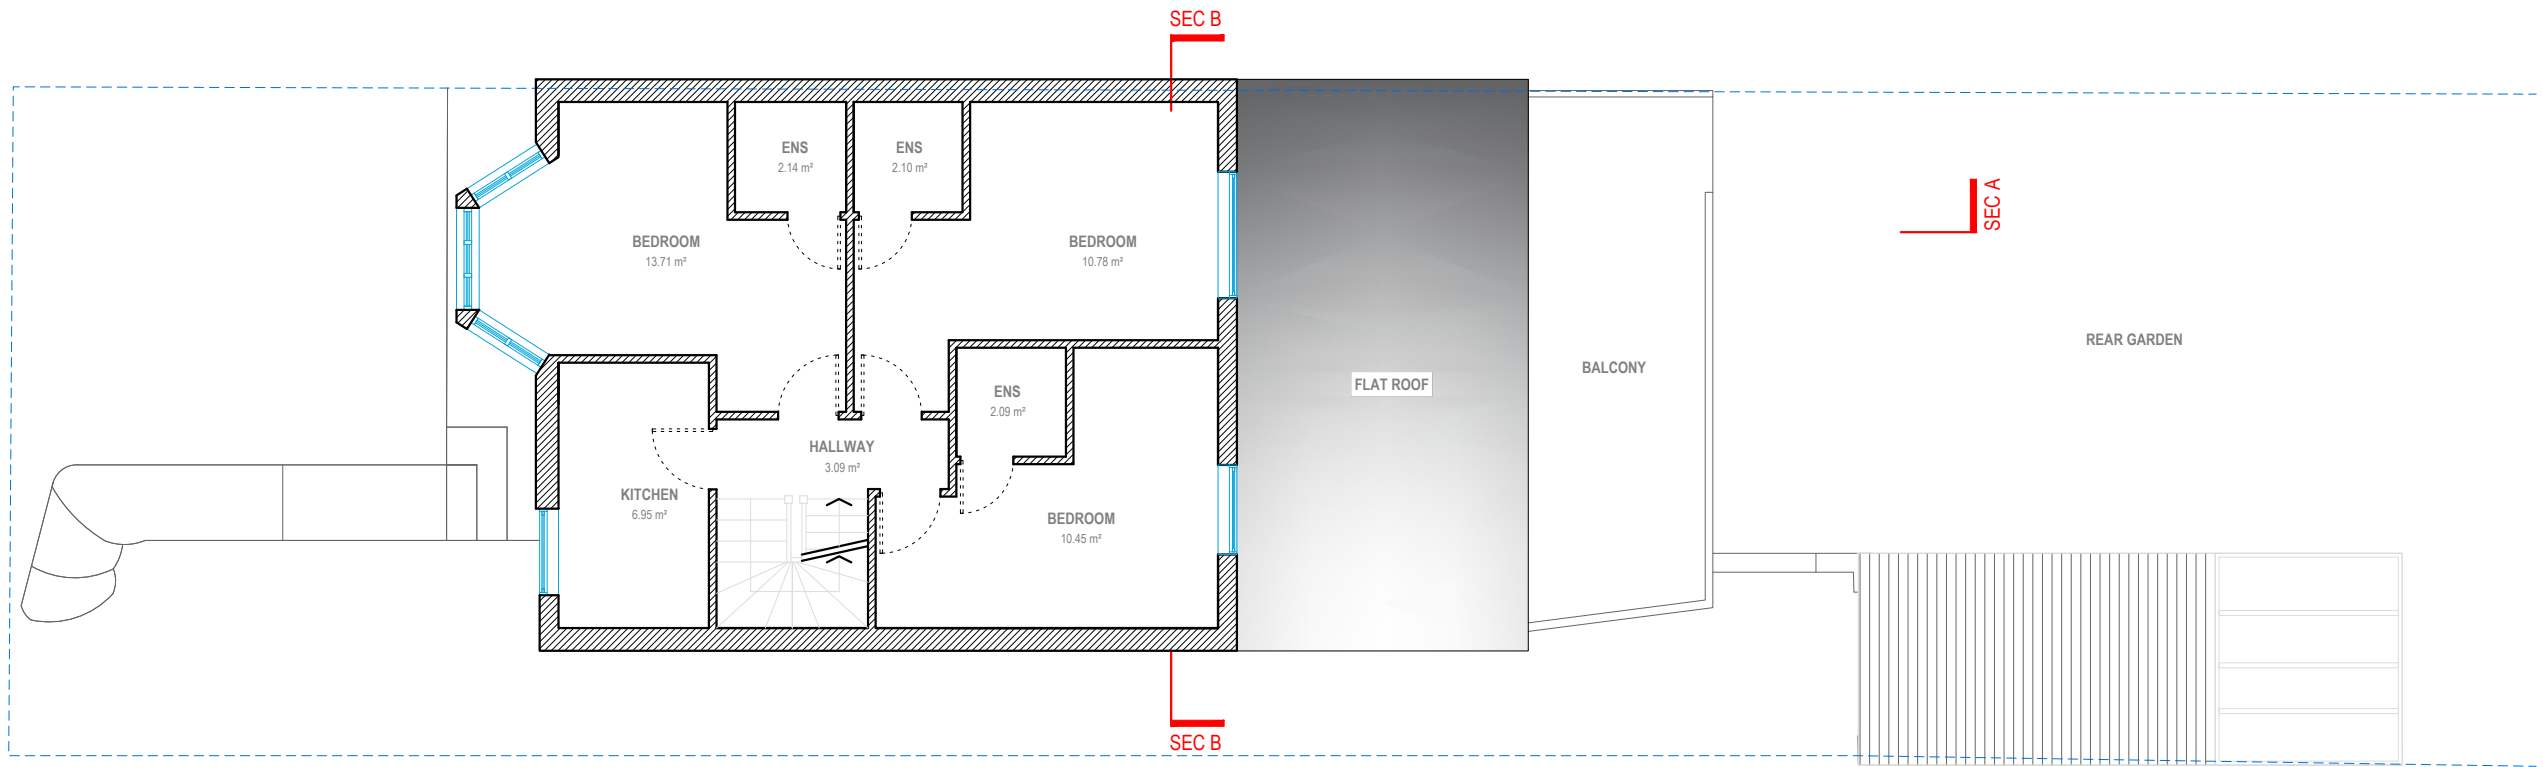 SEC B
ENS
2.14 m²
ENS
2.10 m²
SEC A
BEDROOM
13.71 m²
BEDROOM
10.78 m²
REAR GARDEN
BALCONY
FLAT ROOF
ENS
2.09 m²
HALLWAY
3.09 m²
KITCHEN
6.95 m²
BEDROOM
10.45 m²
SEC B